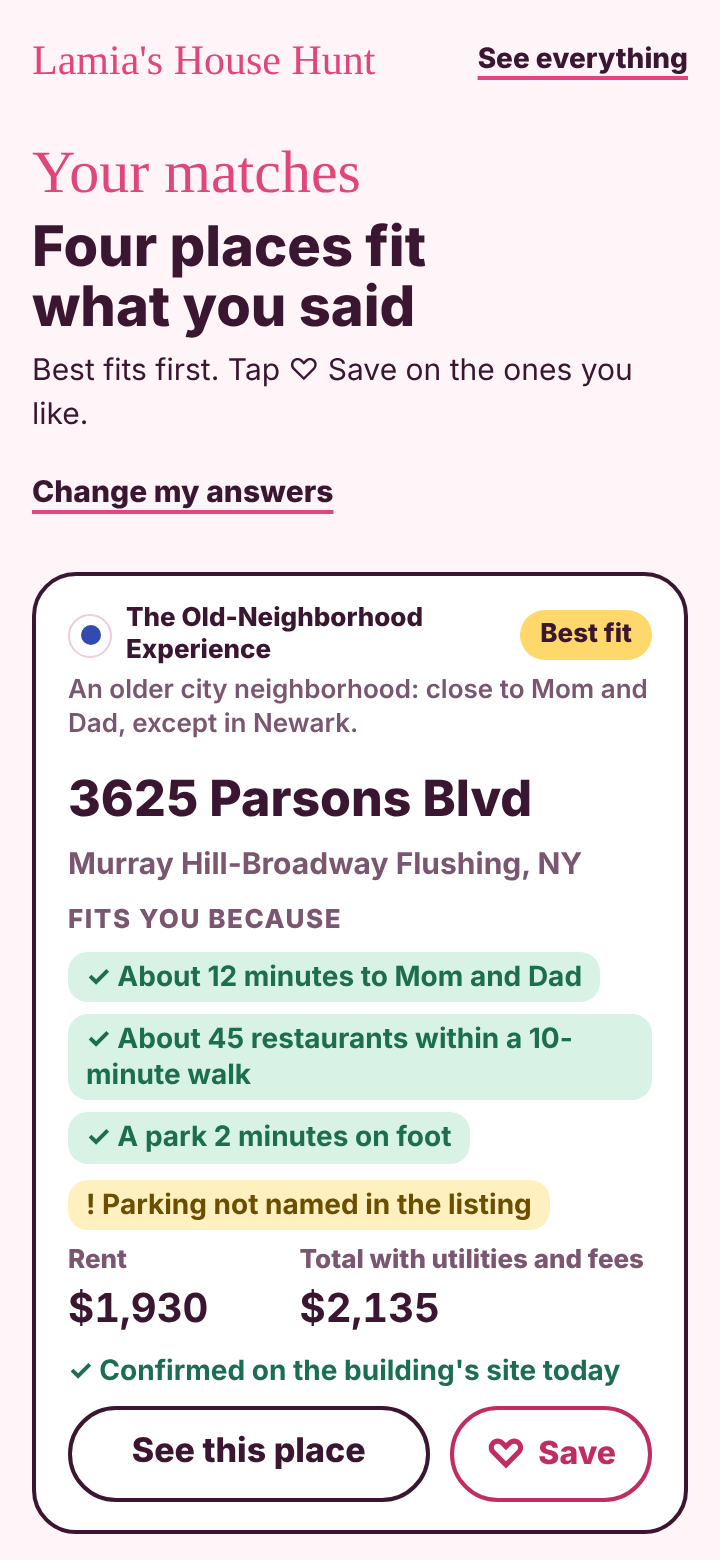 Lamia's House Hunt
See everything
Your matches
Four places fit
what you said
Best fits first. Tap ♡ Save on the ones you
like.
Change my answers
The Old-Neighborhood
Experience
Best fit
An older city neighborhood: close to Mom and
Dad, except in Newark.
3625 Parsons Blvd
Murray Hill-Broadway Flushing, NY
FITS YOU BECAUSE
✓ About 12 minutes to Mom and Dad
✓ About 45 restaurants within a 10-
minute walk
✓ A park 2 minutes on foot
! Parking not named in the listing
Rent
Total with utilities and fees
$1,930
$2,135
✓ Confirmed on the building's site today
See this place
♡ Save